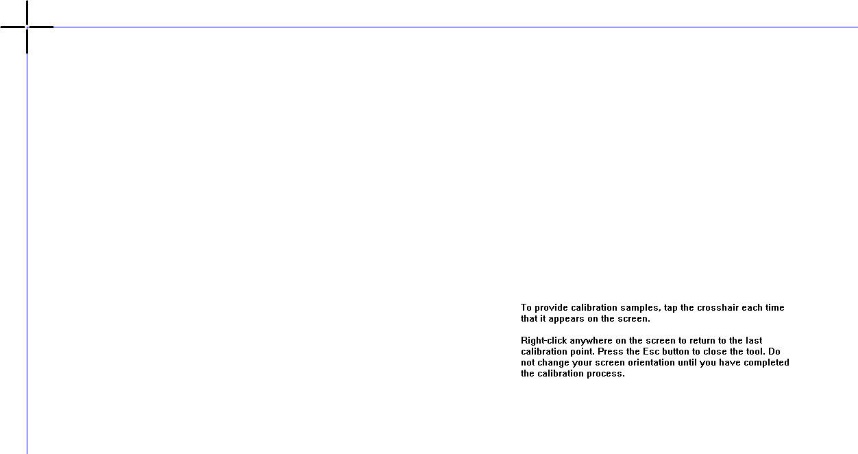 To provide calibration samples, tap the crosshair each time
that it appears on the screen.
Right-click anywhere on the screen to return to the last
calibration point. Press the Esc button to close the tool. Do
not change your screen orientation until you have completed
the calibration process.